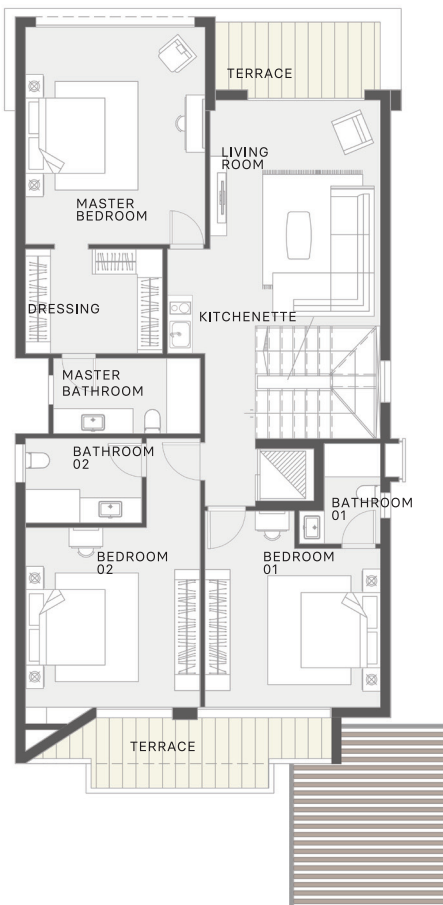 TERRACE
LIVING
ROOM
MASTER
BEDROOM
DRESSING
KITCHENETTE
MASTER
BATHROOM
BATHROOM
02
BATHROOM
01
BEDROOM
02
BEDROOM
01
TERRACE